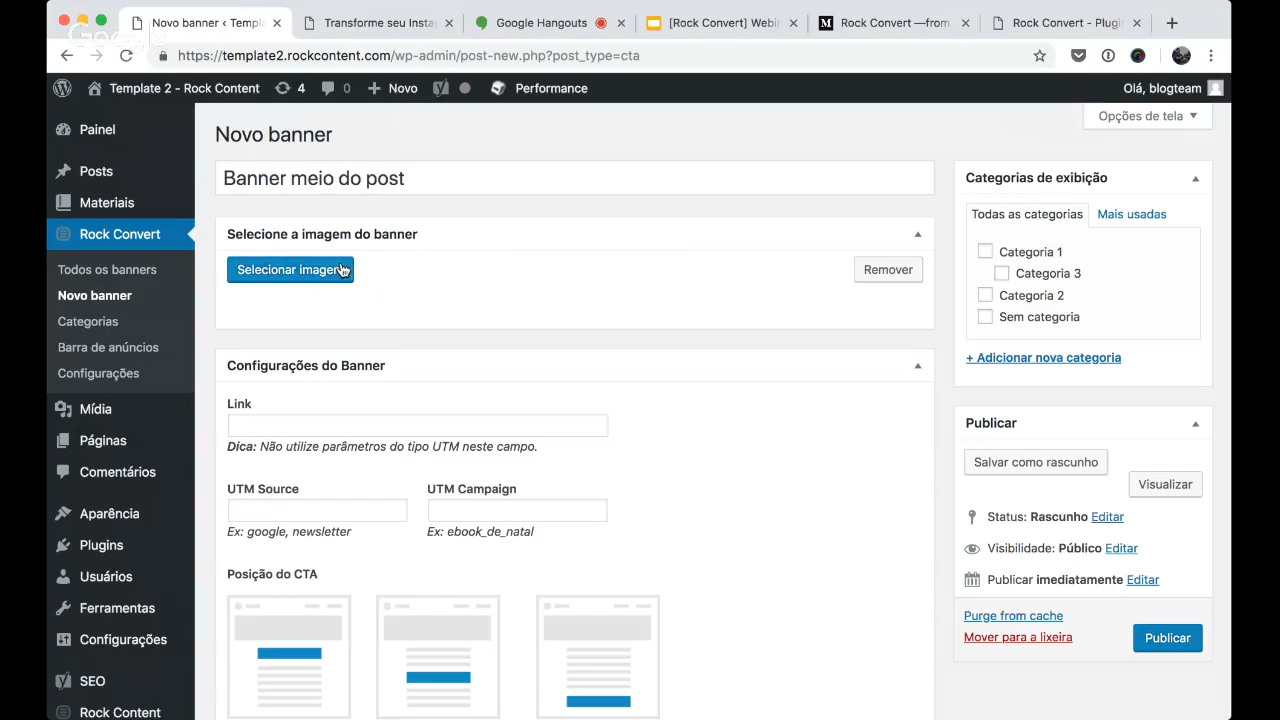 Novo banner ‹ Templ
Transforme seu Insta
Google Hangouts
[Rock Convert] Webi
Rock Convert —from
Rock Convert - Plugi
Google
https://template2.rockcontent.com/wp-admin/post-new.php?post_type=cta
Template 2 - Rock Content
4
0
Novo
Performance
Olá, blogteam
Painel
Posts
Materiais
Rock Convert
Todos os banners
Novo banner
Categorias
Barra de anúncios
Configurações
Mídia
Páginas
Comentários
Aparência
Plugins
Usuários
Ferramentas
Configurações
SEO
Rock Content
Opções de tela
Novo banner
Banner meio do post
Selecione a imagem do banner
Selecionar imagem
Remover
Configurações do Banner
Link
Dica: Não utilize parâmetros do tipo UTM neste campo.
UTM Source
UTM Campaign
Ex: google, newsletter
Ex: ebook_de_natal
Posição do CTA
Categorias de exibição
Todas as categorias
Mais usadas
Categoria 1
Categoria 3
Categoria 2
Sem categoria
+ Adicionar nova categoria
Publicar
Salvar como rascunho
Visualizar
Status: Rascunho Editar
Visibilidade: Público Editar
Publicar imediatamente Editar
Purge from cache
Mover para a lixeira
Publicar